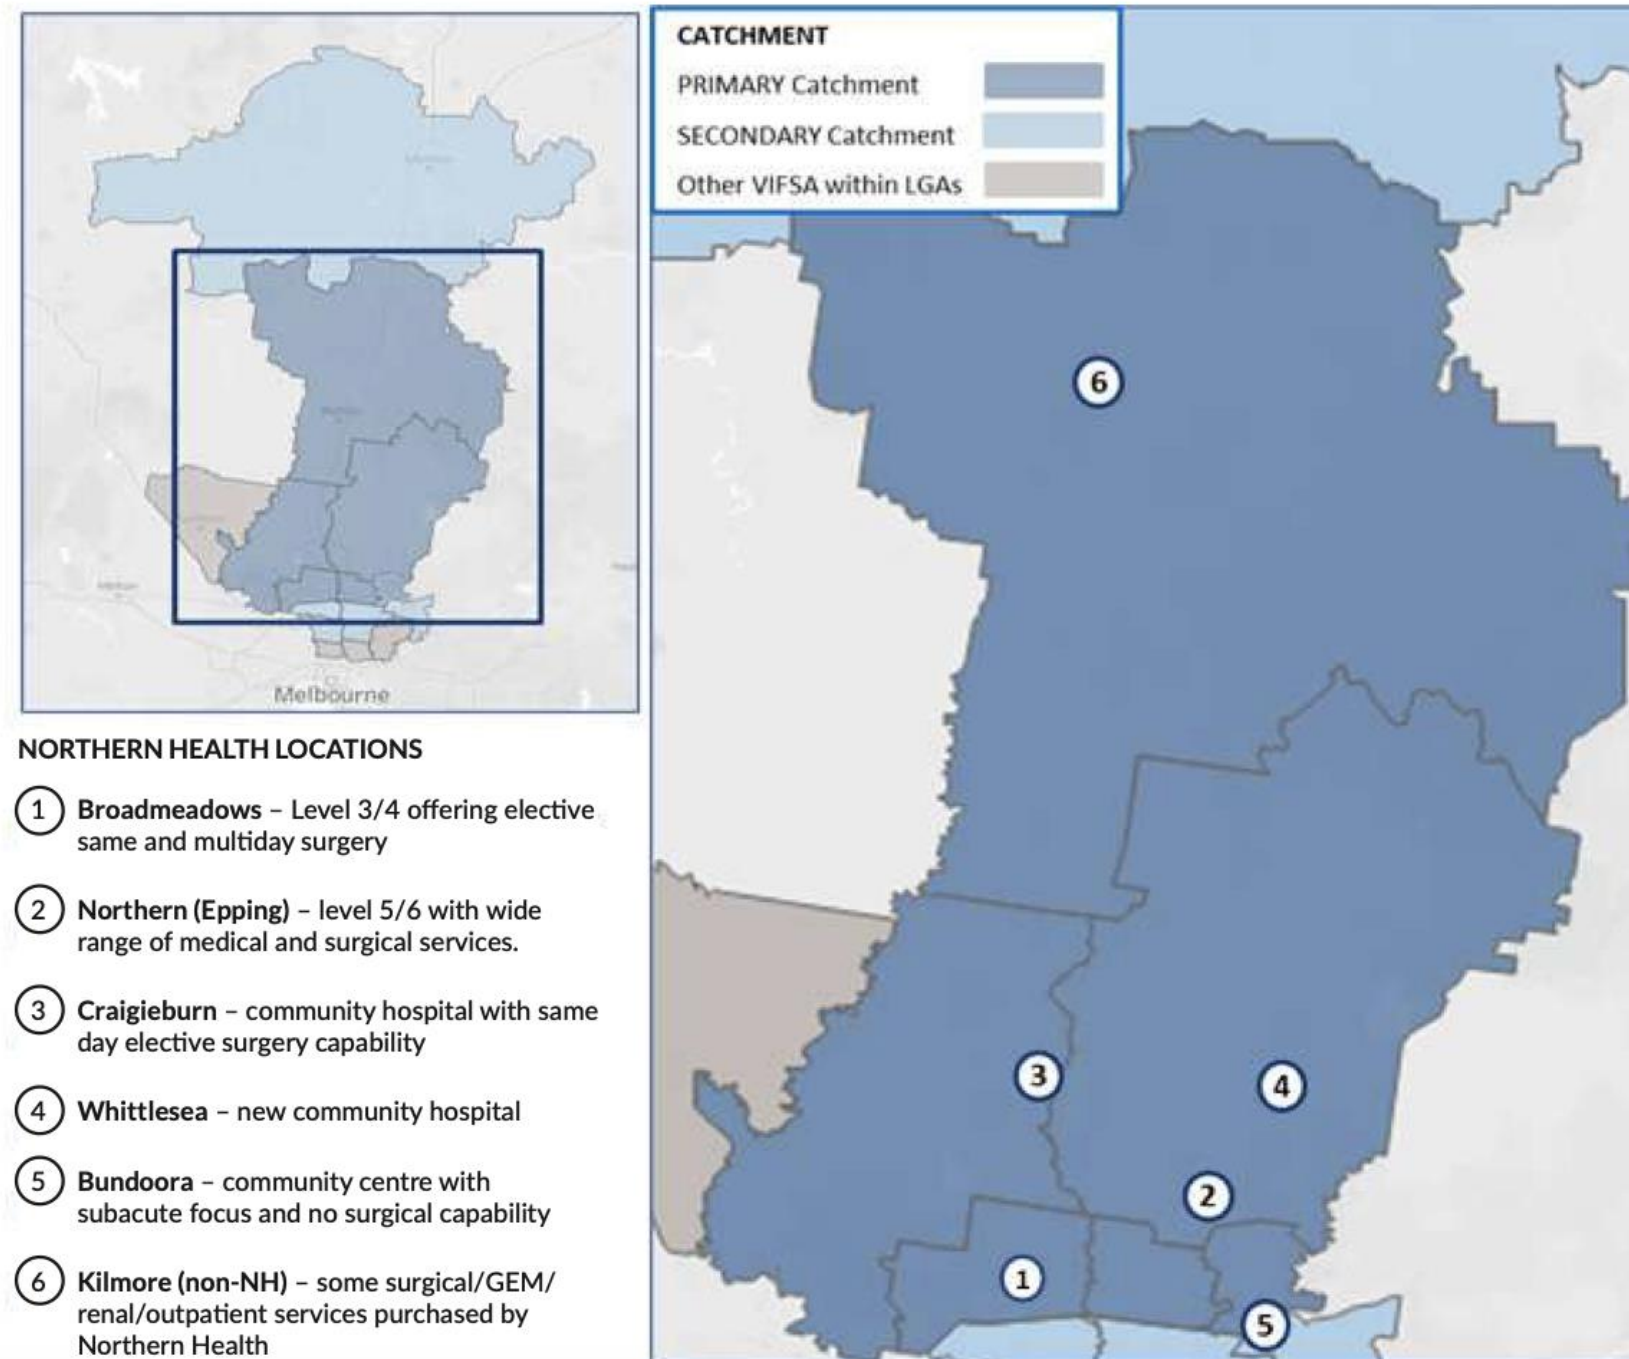 CATCHMENT
PRIMARY Catchment
SECONDARY Catchment
Other VIFSA within LGAs
Melbourne
NORTHERN HEALTH LOCATIONS
1 Broadmeadows – Level 3/4 offering elective
same and multiday surgery
2 Northern (Epping) – level 5/6 with wide
range of medical and surgical services.
3 Craigieburn – community hospital with same
day elective surgery capability
4 Whittlesea – new community hospital
5 Bundoora – community centre with
subacute focus and no surgical capability
6 Kilmore (non-NH) – some surgical/GEM/
renal/outpatient services purchased by
Northern Health
6
3
4
2
1
5